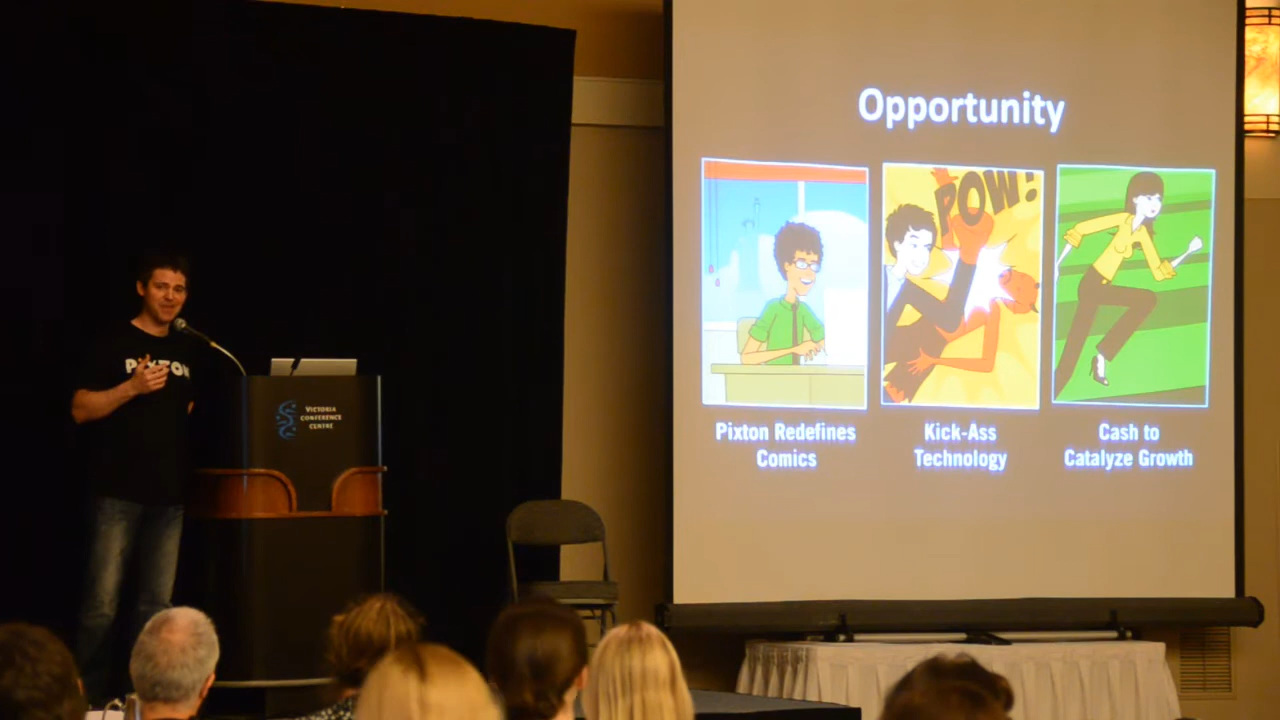 Opportunity
POW!
Pixton Redefines
Comics
Kick-Ass
Technology
Cash to
Catalyze Growth
PIXTON
VICTORIA
CONFERENCE
CENTRE